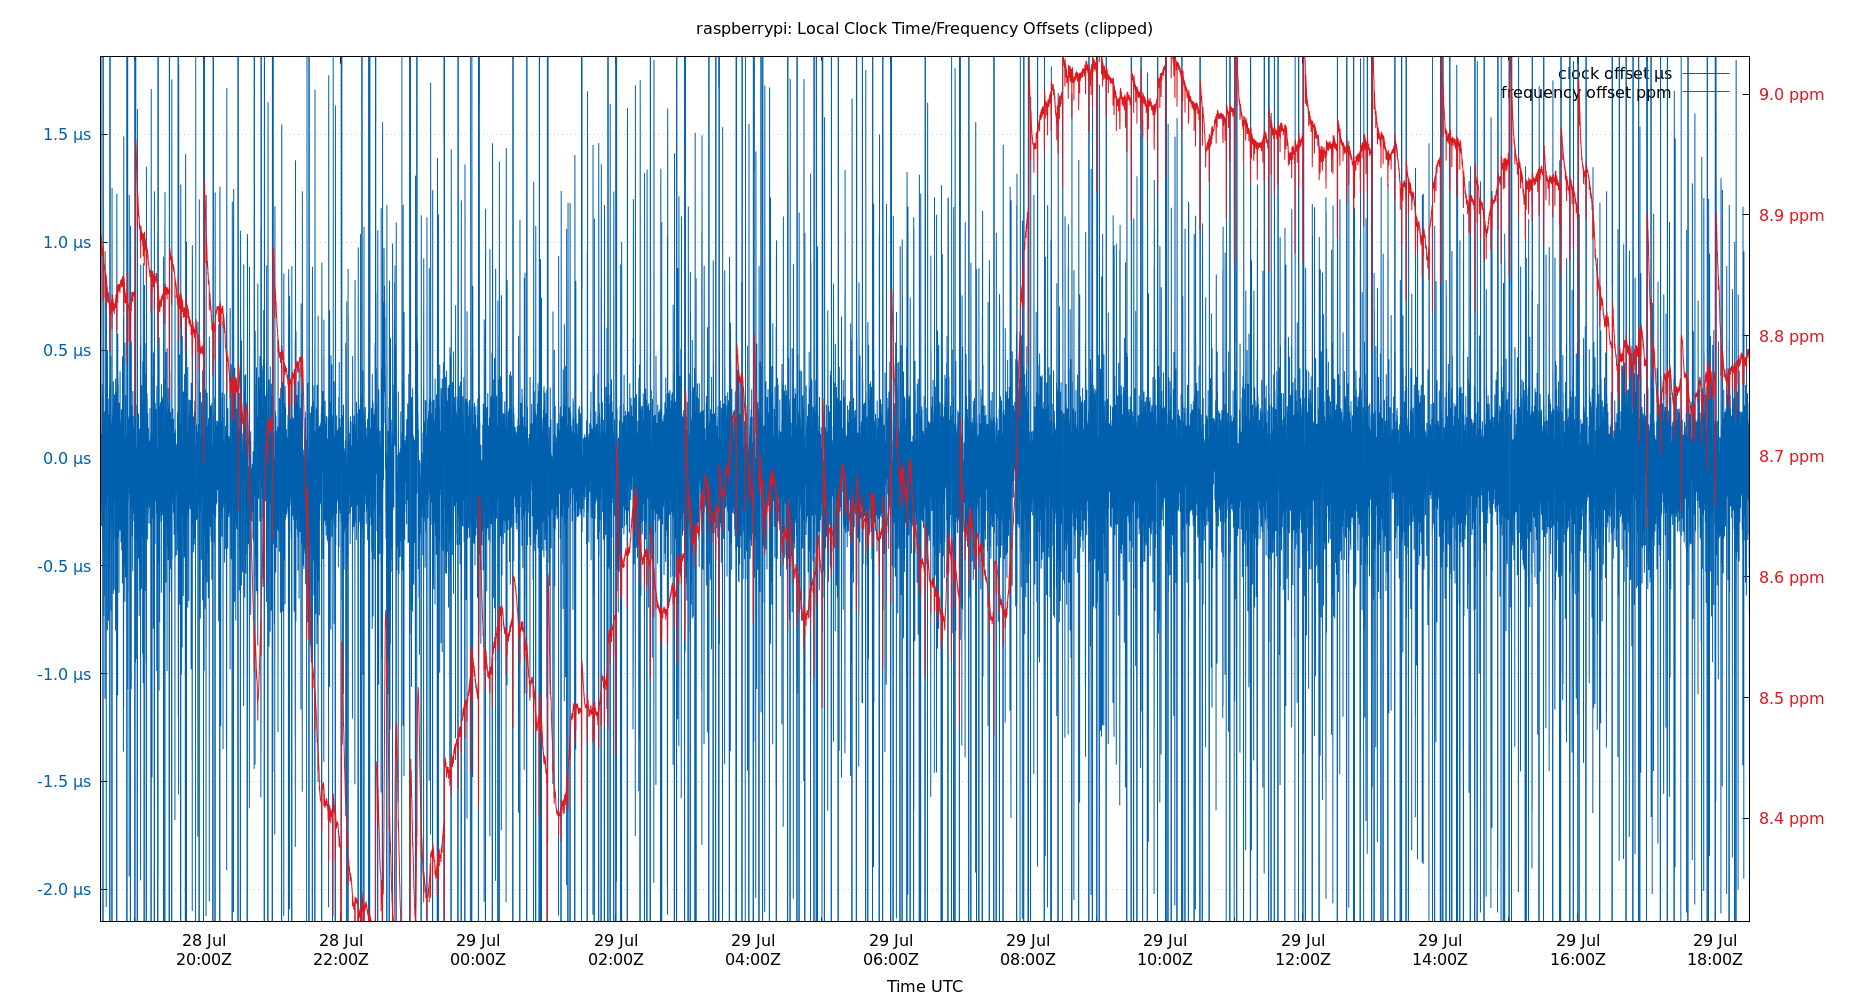 raspberrypi: Local Clock Time/Frequency Offsets (clipped)
clock offset µs
frequency offset ppm
1.5 µs
1.0 µs
0.5 µs
0.0 µs
-0.5 µs
-1.0 µs
-1.5 µs
-2.0 µs
9.0 ppm
8.9 ppm
8.8 ppm
8.7 ppm
8.6 ppm
8.5 ppm
8.4 ppm
28 Jul
20:00Z
28 Jul
22:00Z
29 Jul
00:00Z
29 Jul
02:00Z
29 Jul
04:00Z
29 Jul
06:00Z
29 Jul
08:00Z
29 Jul
10:00Z
29 Jul
12:00Z
29 Jul
14:00Z
29 Jul
16:00Z
29 Jul
18:00Z
Time UTC